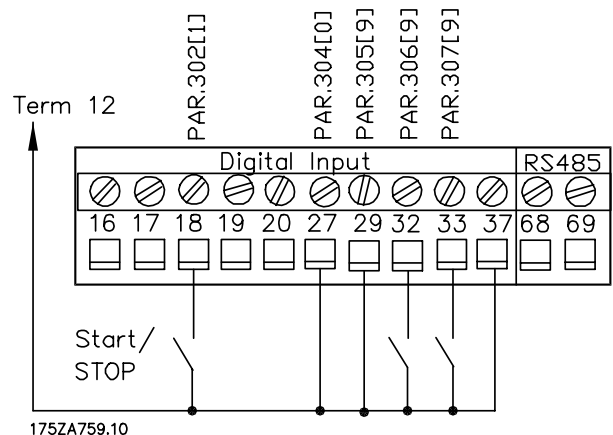 PAR.302[1] PAR.304[0] PAR.305[9] PAR.306[9] PAR.307[9]
Term 12
Digital Input RS485
16 17 18 19 20 27 29 32 33 37 68 69
Start/
STOP
175ZA759.10